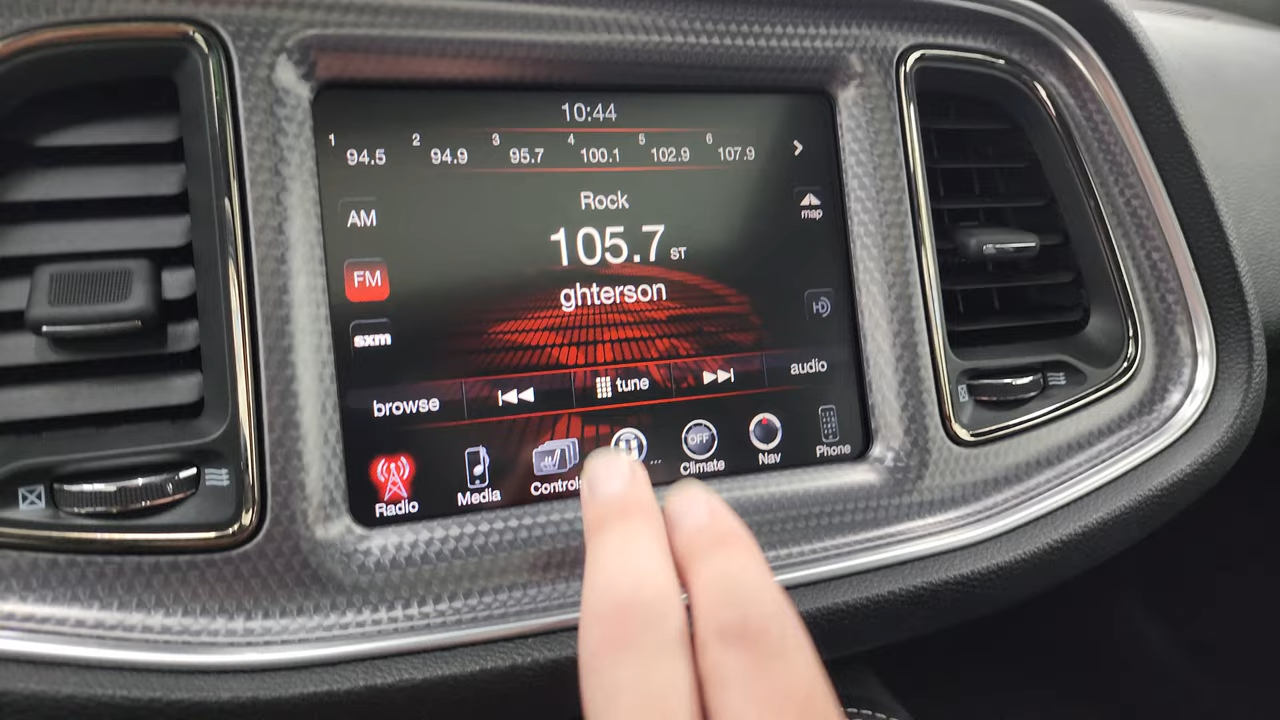 10:44
1 94.5 2 94.9 3 95.7 4 100.1 5 102.9 6 107.9
map
Rock
AM
105.7 ST
FM
ghterson
HD
sxm
browse tune audio
OFF
Radio Media Controls ... Climate Nav Phone